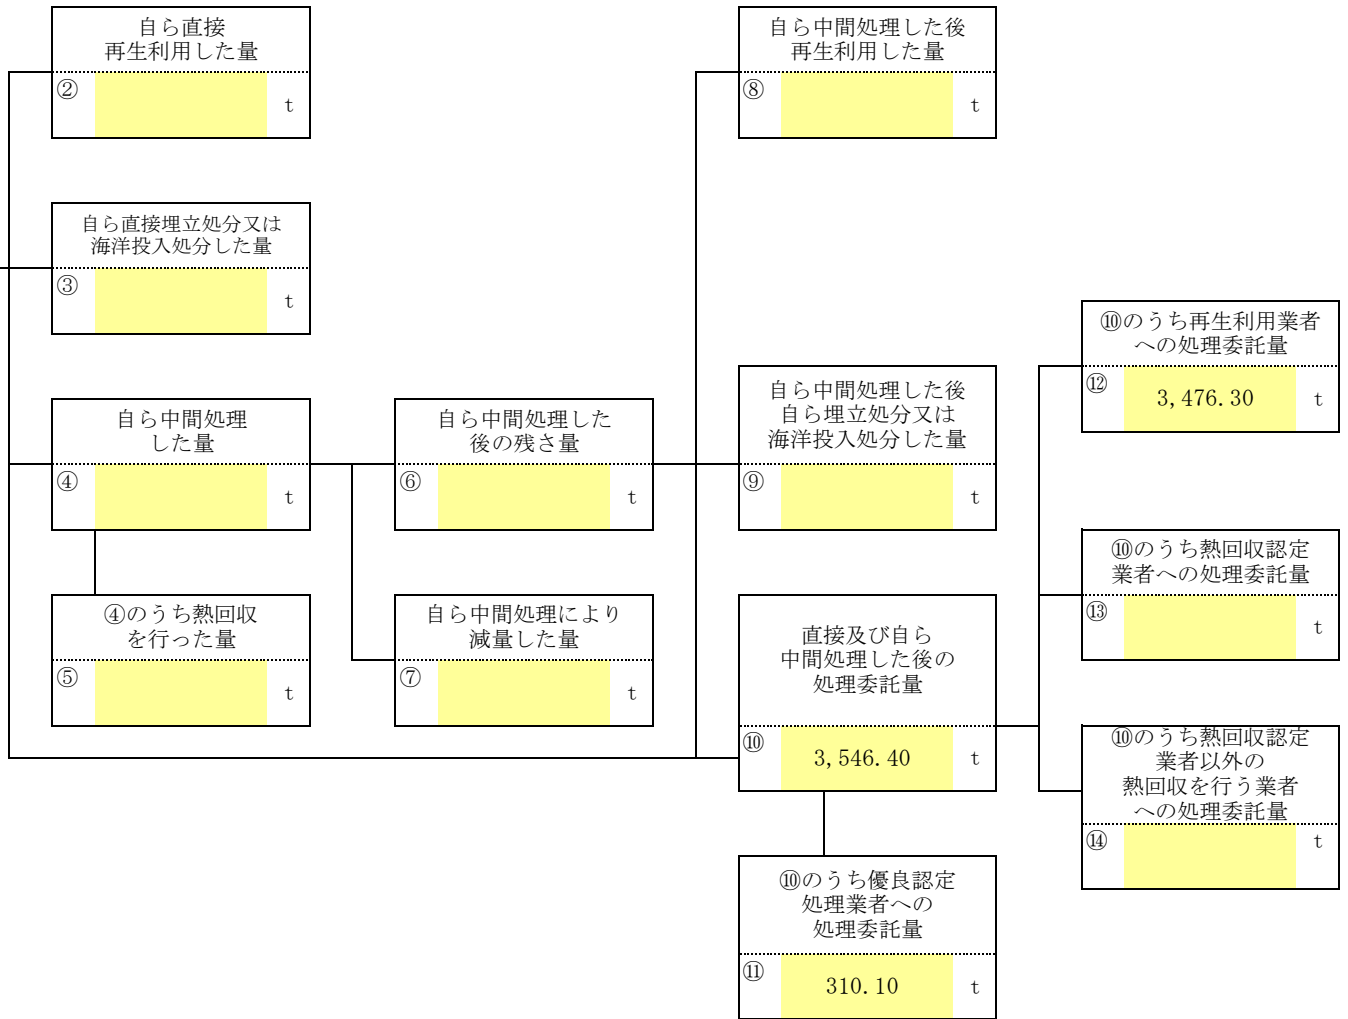 自ら直接
再生利用した量
②
t
自ら中間処理した後
再生利用した量
⑧
t
自ら直接埋立処分又は
海洋投入処分した量
③
t
⑩のうち再生利用業者
への処理委託量
⑫
3,476.30
t
自ら中間処理
した量
④
t
自ら中間処理した
後の残さ量
⑥
t
自ら中間処理した後
自ら埋立処分又は
海洋投入処分した量
⑨
t
⑩のうち熱回収認定
業者への処理委託量
⑬
t
④のうち熱回収
を行った量
⑤
t
自ら中間処理により
減量した量
⑦
t
直接及び自ら
中間処理した後の
処理委託量
⑩
3,546.40
t
⑩のうち熱回収認定
業者以外の
熱回収を行う業者
への処理委託量
⑭
t
⑩のうち優良認定
処理業者への
処理委託量
⑪
310.10
t